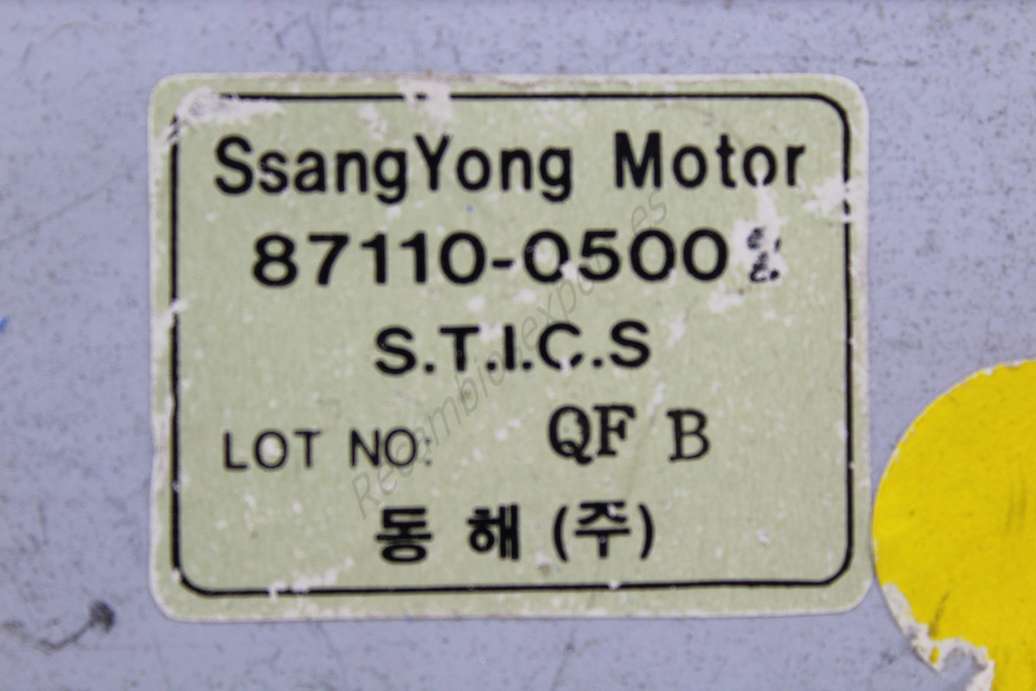 SsangYong Motor
87110-0500
S.T.I.C.S
LOT NO: QF B
동해(주)